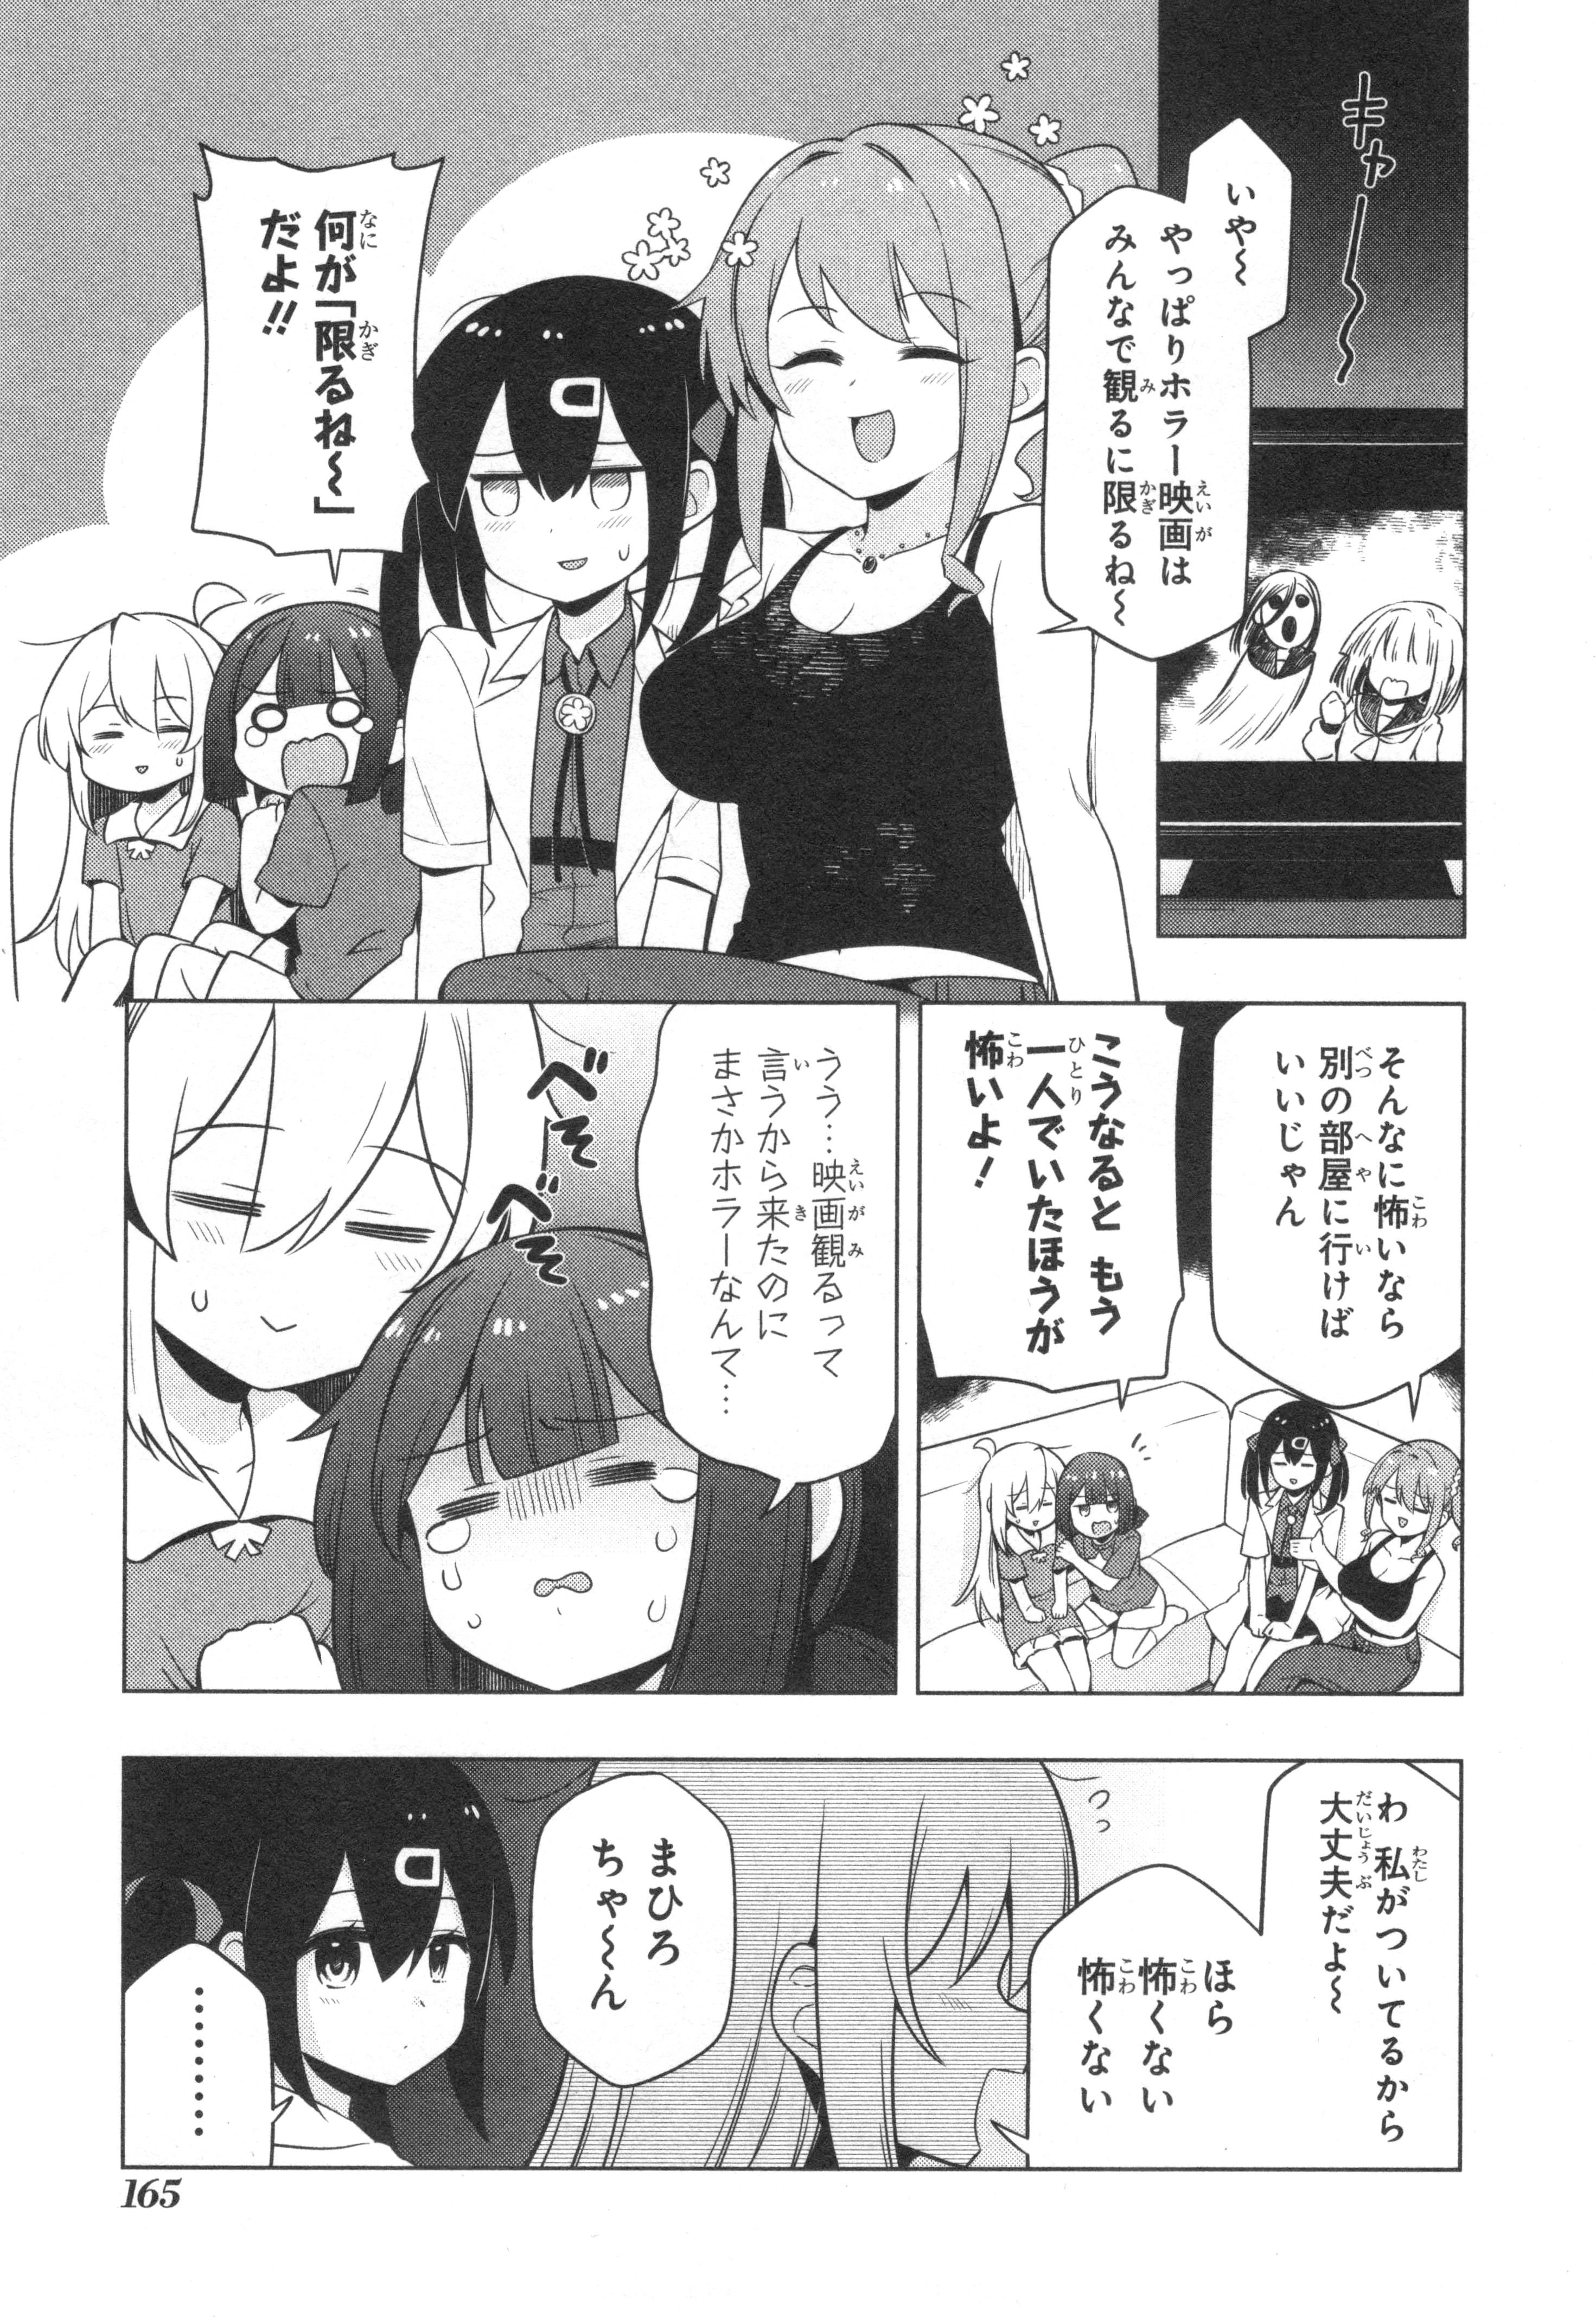 キャーーー〜
いや〜
やっぱりホラー映画は
みんなで観るに限るね〜
何が「限るね〜」
だよ!!
そんなに怖いなら
別の部屋に行けば
いいじゃん
こうなると もう
一人でいたほうが
怖いよ!
うう…映画観るって
言うから来たのに
まさかホラーなんて…
べそ
べそ
わ 私がついてるから
大丈夫だよ〜
ほら
怖くない
怖くない
まひろ
ちゃ〜ん
………
165